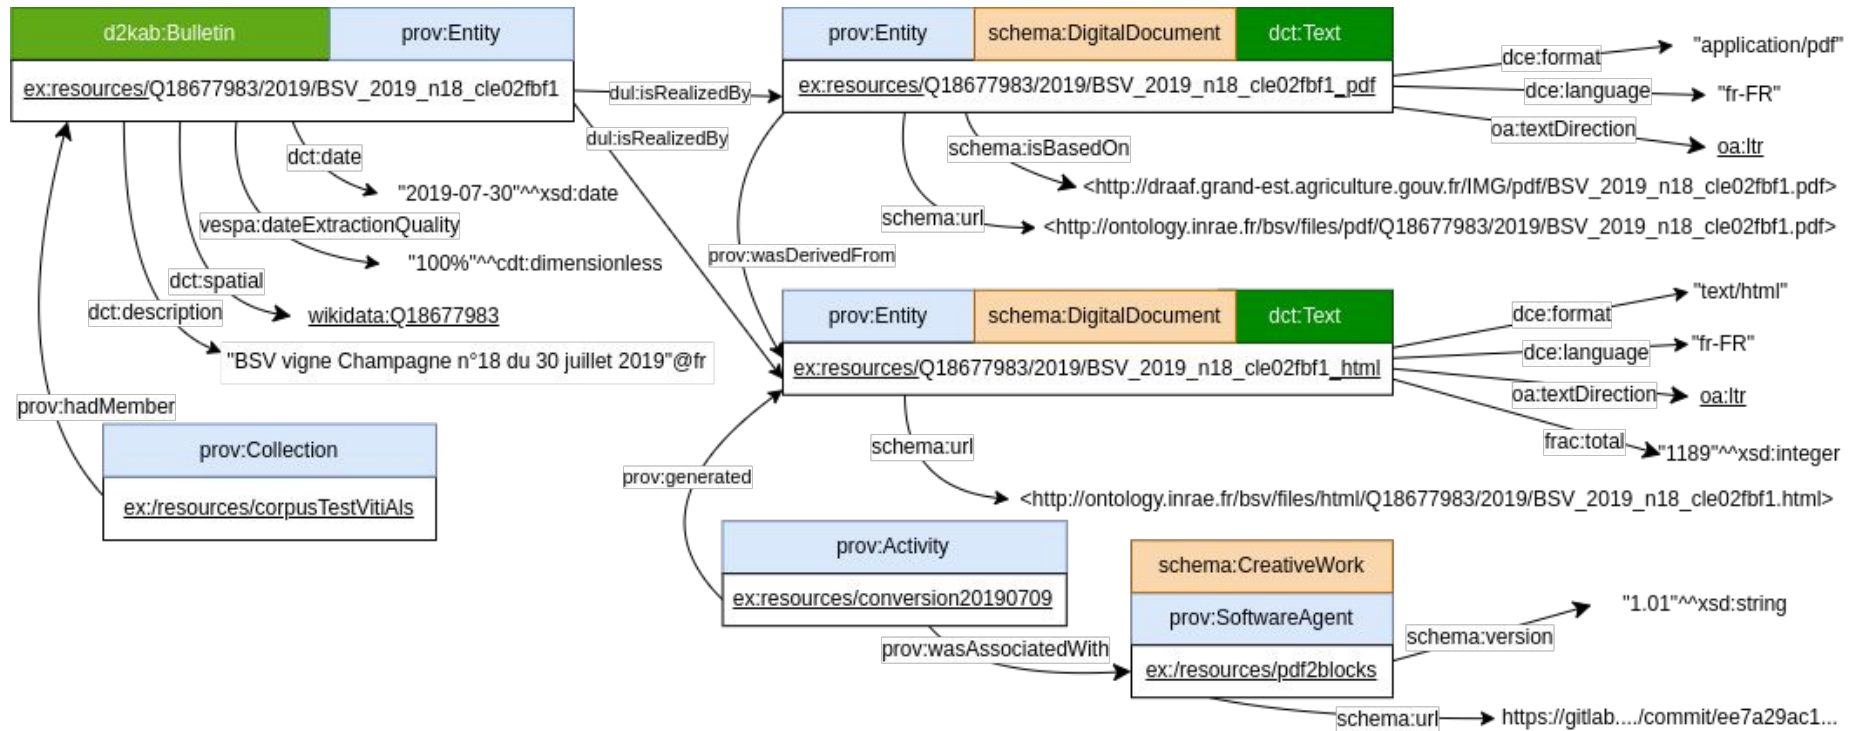 d2kab:Bulletin
prov:Entity
ex:resources/Q18677983/2019/BSV_2019_n18_cle02fbf1
dul:isRealizedBy
dul:isRealizedBy
dct:date
"2019-07-30"^^xsd:date
vespa:dateExtractionQuality
"100%"^^cdt:dimensionless
dct:spatial
wikidata:Q18677983
dct:description
"BSV vigne Champagne n°18 du 30 juillet 2019"@fr
prov:hadMember
prov:Collection
ex:/resources/corpusTestVitiAls
prov:Entity
schema:DigitalDocument
dct:Text
ex:resources/Q18677983/2019/BSV_2019_n18_cle02fbf1_pdf
dce:format
"application/pdf"
dce:language
"fr-FR"
oa:textDirection
oa:ltr
schema:isBasedOn
<http://draaf.grand-est.agriculture.gouv.fr/IMG/pdf/BSV_2019_n18_cle02fbf1.pdf>
schema:url
<http://ontology.inrae.fr/bsv/files/pdf/Q18677983/2019/BSV_2019_n18_cle02fbf1.pdf>
prov:wasDerivedFrom
prov:Entity
schema:DigitalDocument
dct:Text
ex:resources/Q18677983/2019/BSV_2019_n18_cle02fbf1_html
dce:format
"text/html"
dce:language
"fr-FR"
oa:textDirection
oa:ltr
frac:total
"1189"^^xsd:integer
schema:url
<http://ontology.inrae.fr/bsv/files/html/Q18677983/2019/BSV_2019_n18_cle02fbf1.html>
prov:generated
prov:Activity
ex:resources/conversion20190709
prov:wasAssociatedWith
schema:CreativeWork
prov:SoftwareAgent
ex:/resources/pdf2blocks
schema:version
"1.01"^^xsd:string
schema:url
https://gitlab..../commit/ee7a29ac1...